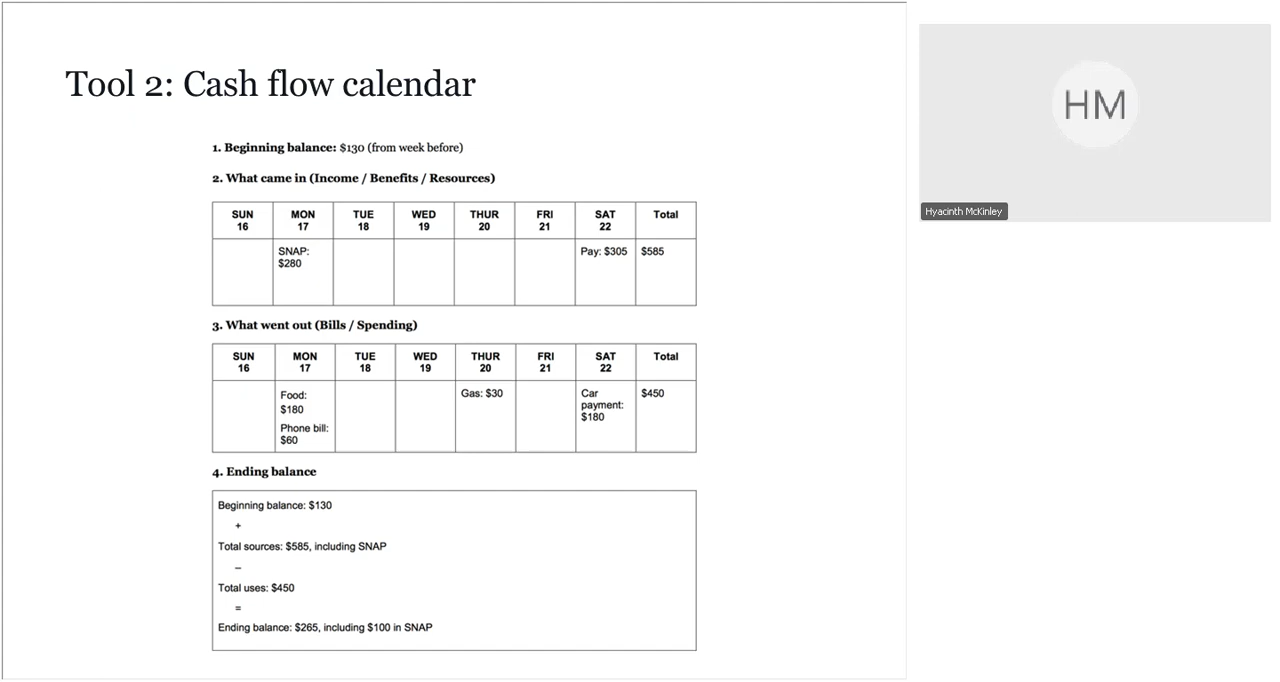 Tool 2: Cash flow calendar
HM
Hyacinth McKinley
1. Beginning balance: $130 (from week before)
2. What came in (Income / Benefits / Resources)
SUN MON TUE WED THUR FRI SAT Total
16 17 18 19 20 21 22
SNAP: Pay: $305 $585
$280
3. What went out (Bills / Spending)
SUN MON TUE WED THUR FRI SAT Total
16 17 18 19 20 21 22
Food: Gas: $30 Car $450
$180 payment:
Phone bill: $180
$60
4. Ending balance
Beginning balance: $130
+
Total sources: $585, including SNAP
–
Total uses: $450
=
Ending balance: $265, including $100 in SNAP